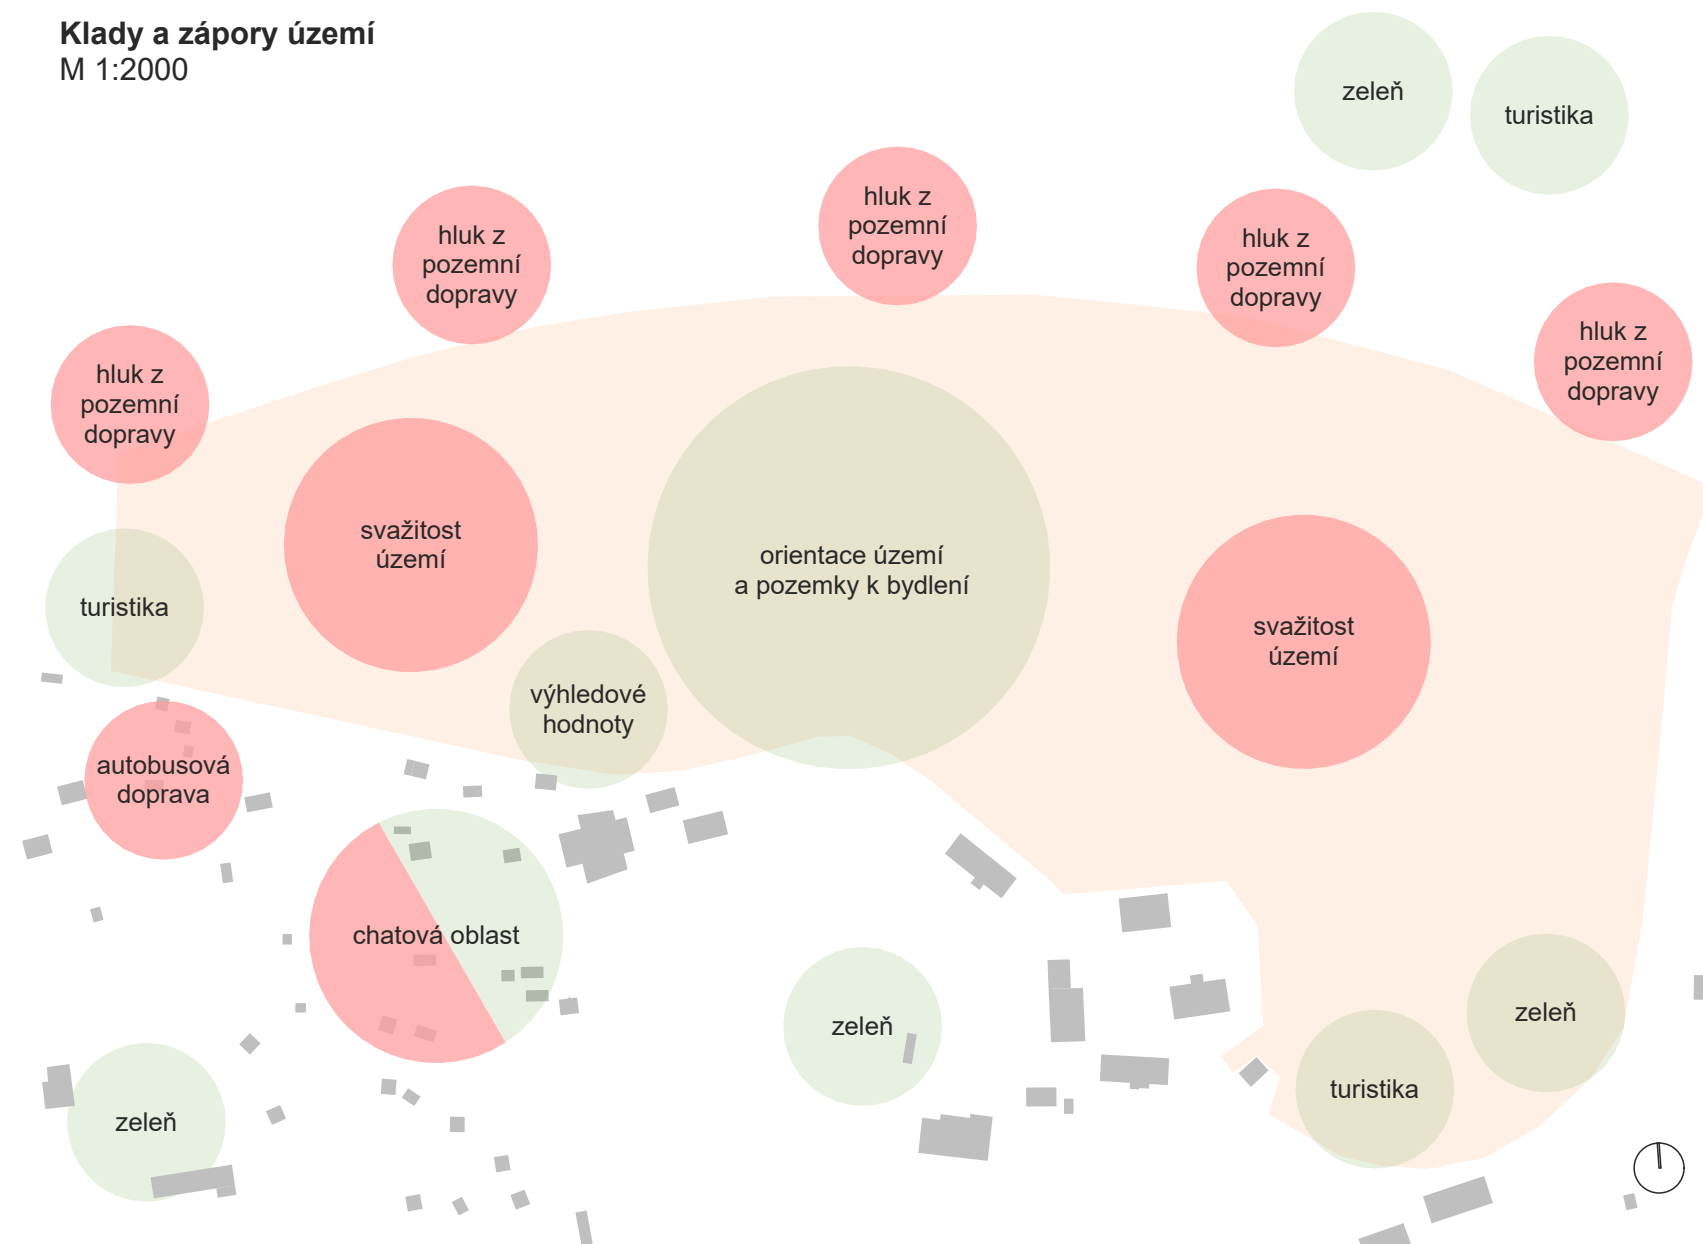 Klady a zápory území
M 1:2000
zeleň
turistika
hluk z
pozemní
dopravy
hluk z
pozemní
dopravy
hluk z
pozemní
dopravy
hluk z
pozemní
dopravy
hluk z
pozemní
dopravy
svažitost
území
orientace území
a pozemky k bydlení
svažitost
území
turistika
výhledové
hodnoty
autobusová
doprava
chatová oblast
zeleň
zeleň
turistika
zeleň